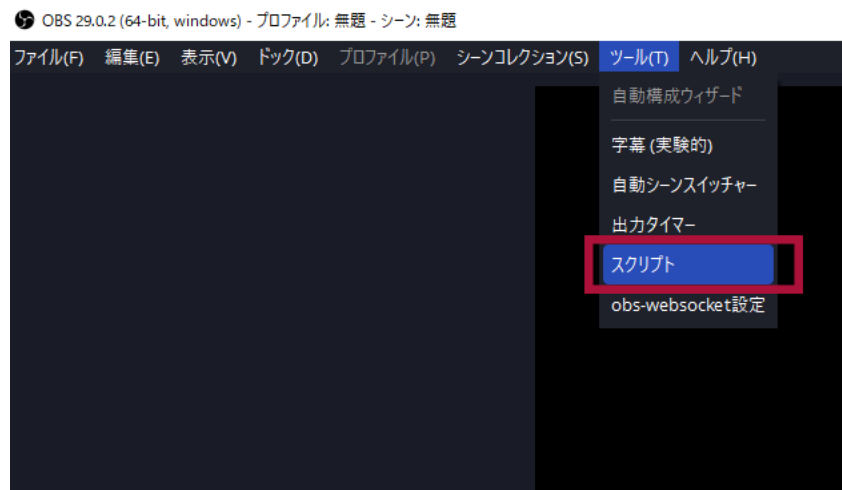 OBS 29.0.2 (64-bit, windows) - プロファイル: 無題 - シーン: 無題
ファイル(F) 編集(E) 表示(V) ドック(D) プロファイル(P) シーンコレクション(S) ツール(T) ヘルプ(H)
自動構成ウィザード
字幕 (実験的)
自動シーンスイッチャー
出力タイマー
スクリプト
obs-websocket設定